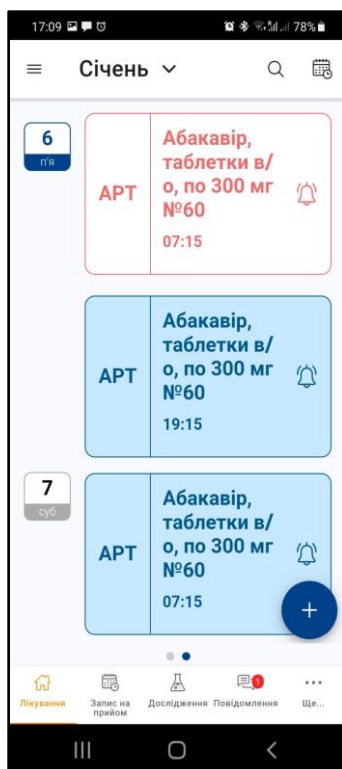 17:09 78%
Січень
6
п'я
АРТ
Абакавір,
таблетки в/
о, по 300 мг
№60
07:15
АРТ
Абакавір,
таблетки в/
о, по 300 мг
№60
19:15
7
суб
АРТ
Абакавір,
таблетки в/
о, по 300 мг
№60
07:15
+
Лікування
Запис на
прийом
Дослідження
Повідомлення
1
Ще...